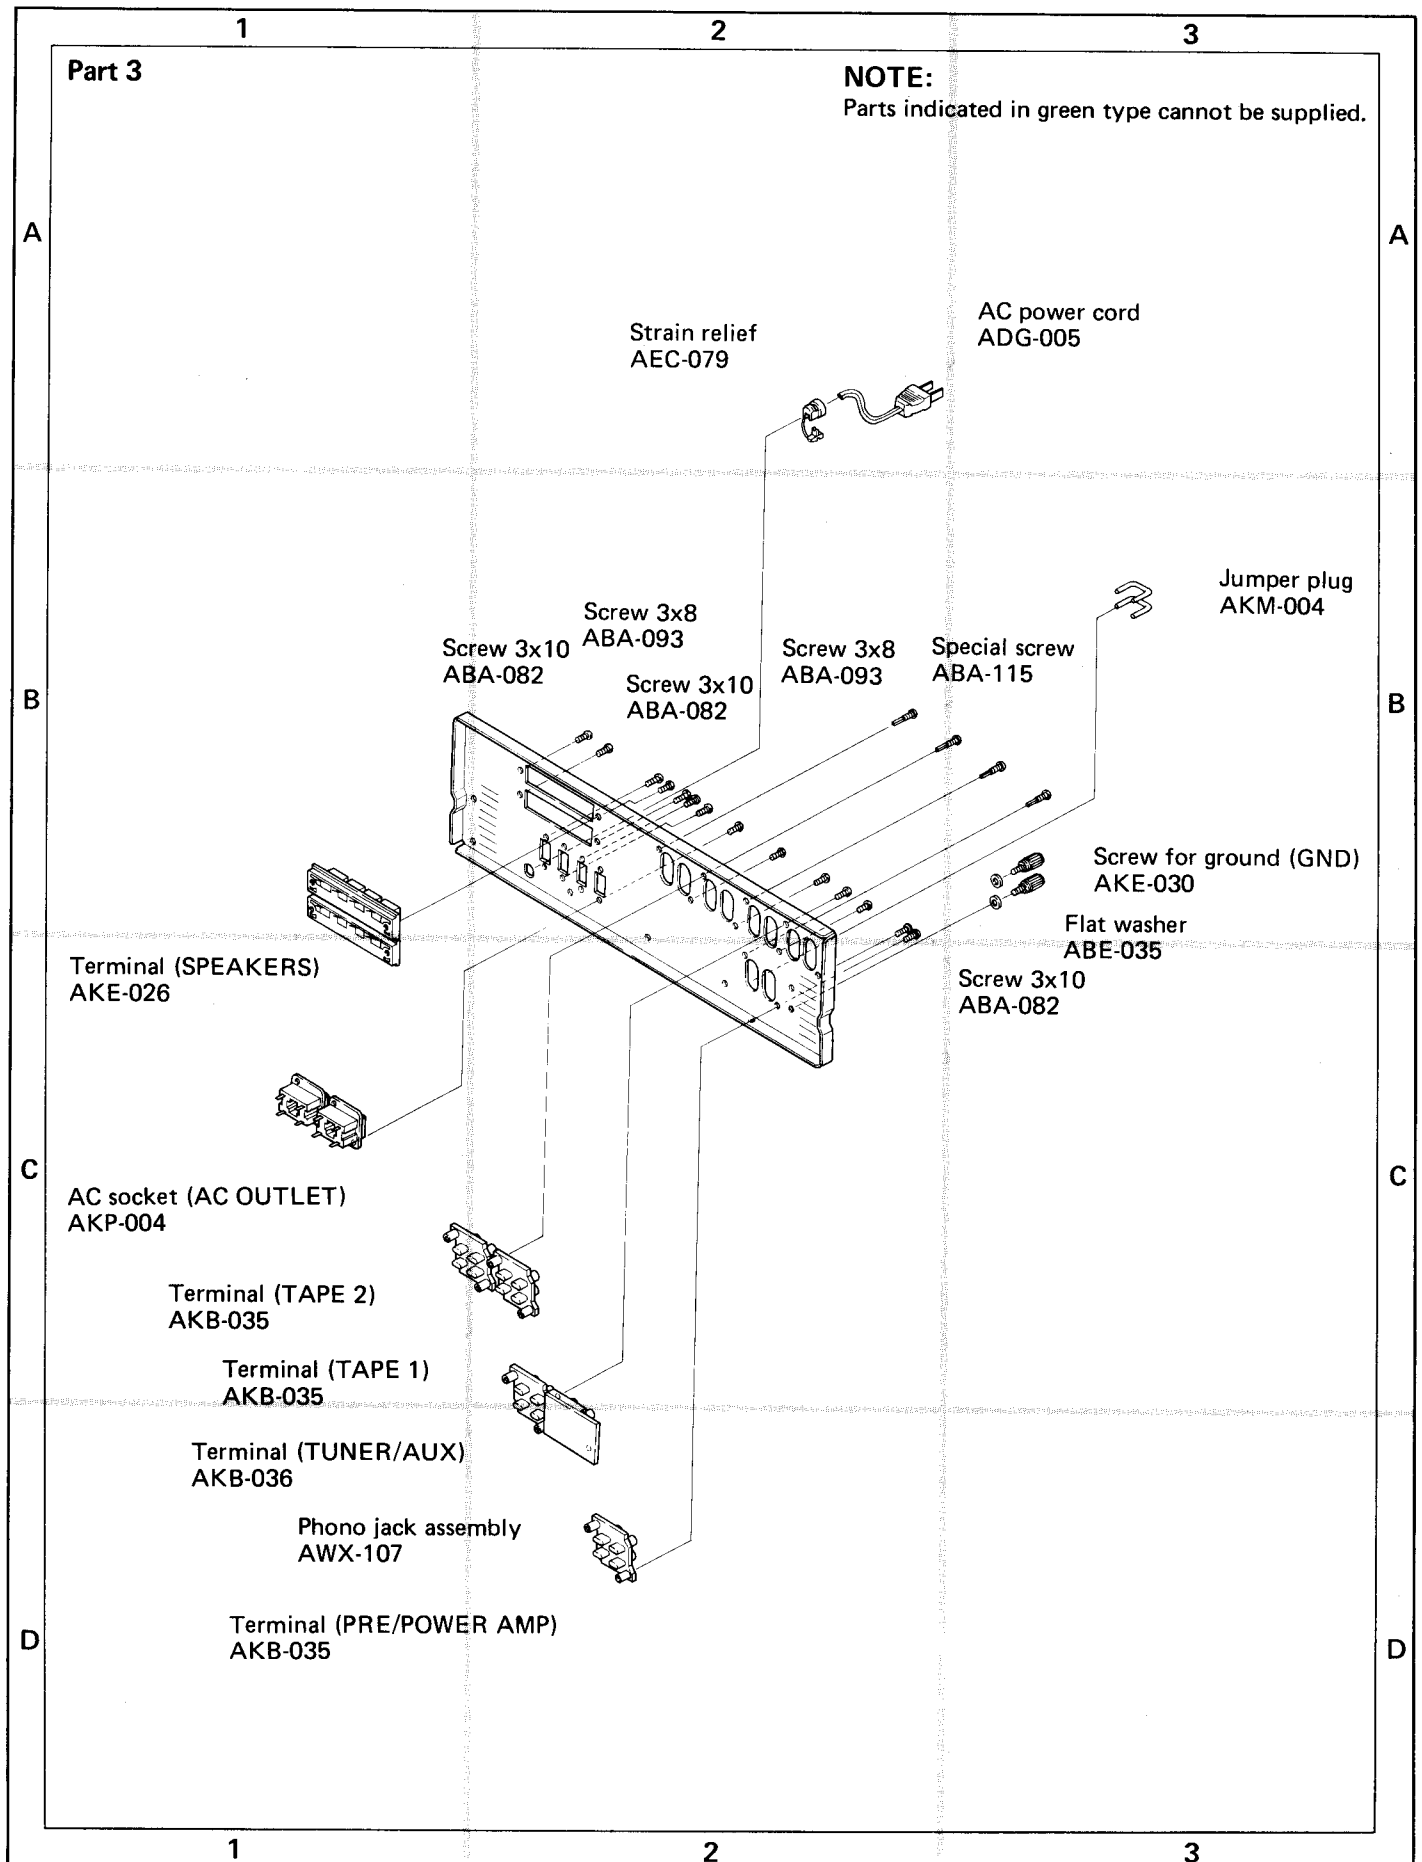 1 2 3
Part 3
NOTE:
Parts indicated in green type cannot be supplied.
A A
AC power cord
ADG-005
Strain relief
AEC-079
Jumper plug
AKM-004
Screw 3x8
ABA-093
Screw 3x10
ABA-082
Screw 3x10
ABA-082
Screw 3x8
ABA-093
Special screw
ABA-115
B B
Screw for ground (GND)
AKE-030
Flat washer
ABE-035
Screw 3x10
ABA-082
Terminal (SPEAKERS)
AKE-026
C C
AC socket (AC OUTLET)
AKP-004
Terminal (TAPE 2)
AKB-035
Terminal (TAPE 1)
AKB-035
Terminal (TUNER/AUX)
AKB-036
Phono jack assembly
AWX-107
Terminal (PRE/POWER AMP)
AKB-035
D D
1 2 3